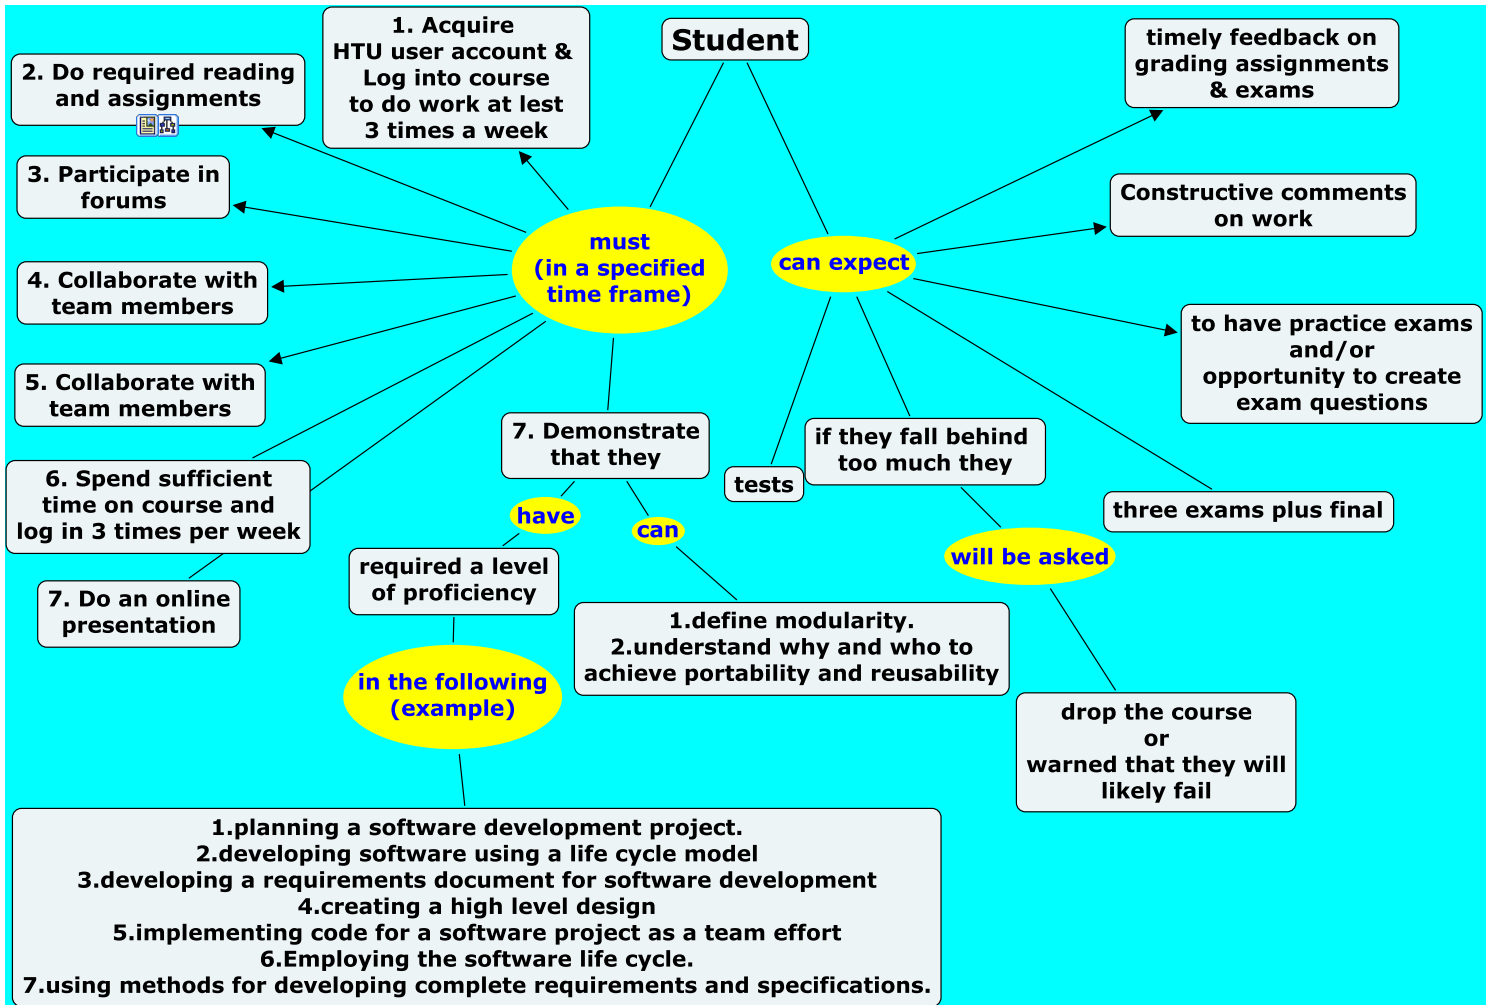 Student
1. Acquire
HTU user account &
Log into course
to do work at lest
3 times a week
2. Do required reading
and assignments
3. Participate in
forums
4. Collaborate with
team members
5. Collaborate with
team members
6. Spend sufficient
time on course and
log in 3 times per week
7. Do an online
presentation
must
(in a specified
time frame)
7. Demonstrate
that they
have
can
required a level
of proficiency
in the following
(example)
1.define modularity.
2.understand why and who to
achieve portability and reusability
1.planning a software development project.
2.developing software using a life cycle model
3.developing a requirements document for software development
4.creating a high level design
5.implementing code for a software project as a team effort
6.Employing the software life cycle.
7.using methods for developing complete requirements and specifications.
can expect
timely feedback on
grading assignments
& exams
Constructive comments
on work
to have practice exams
and/or
opportunity to create
exam questions
three exams plus final
tests
if they fall behind
too much they
will be asked
drop the course
or
warned that they will
likely fail